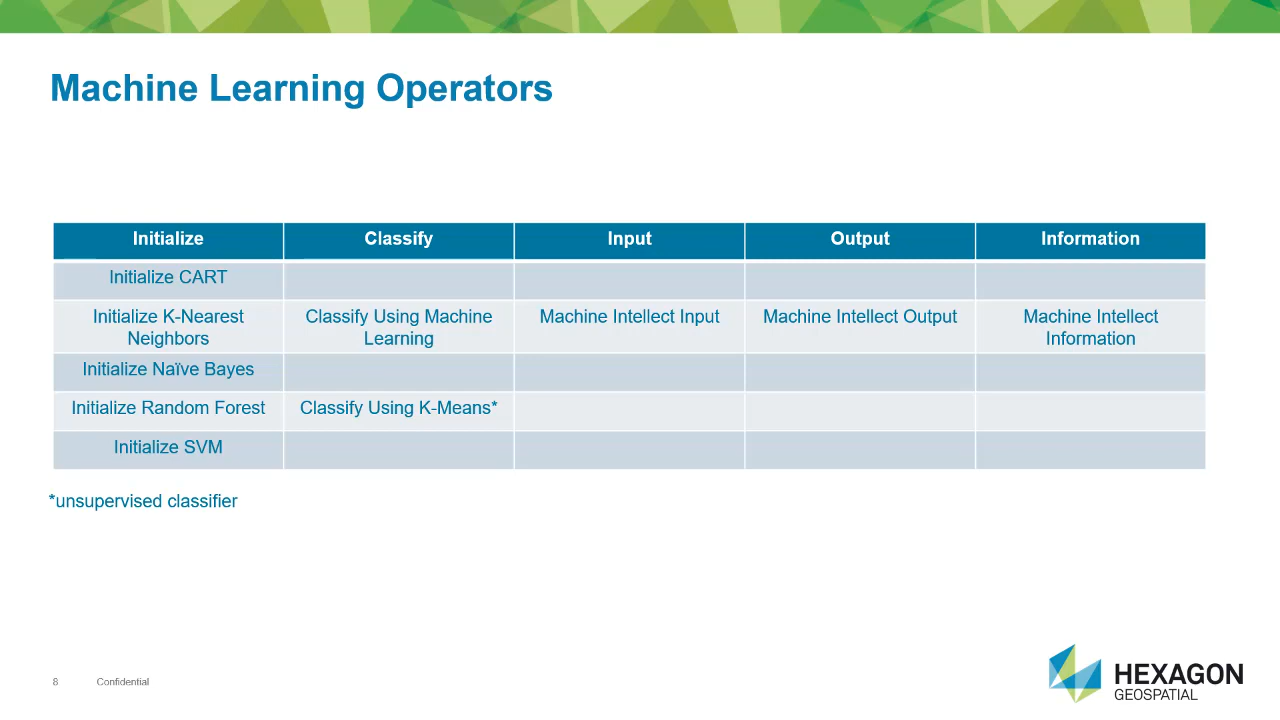 Machine Learning Operators
Initialize Classify Input Output Information
Initialize CART
Initialize K-Nearest Neighbors Classify Using Machine Learning Machine Intellect Input Machine Intellect Output Machine Intellect Information
Initialize Naïve Bayes
Initialize Random Forest Classify Using K-Means*
Initialize SVM
*unsupervised classifier
8 Confidential
HEXAGON
GEOSPATIAL